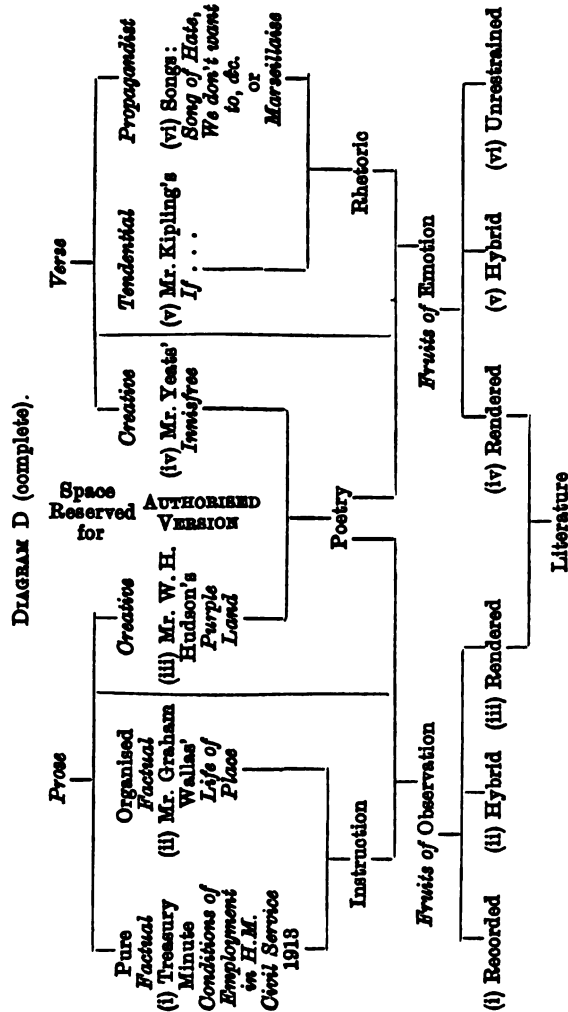 DIAGRAM D (complete).
Prose
Verse
Pure
Factual
(i) Treasury
Minute
Conditions of
Employment
in H.M.
Civil Service
1913
Organised
Factual
(ii) Mr. Graham
Wallas'
Life of
Place
Creative
(iii) Mr. W. H.
Hudson's
Purple
Land
Space
Reserved
for
AUTHORISED
VERSION
Creative
(iv) Mr. Yeats'
Innisfree
Tendential
(v) Mr. Kipling's
If . . .
Propagandist
(vi) Songs:
Song of Hate,
We don't want
to, &c.
or
Marseillaise
Instruction
Poetry
Rhetoric
Fruits of Observation
Fruits of Emotion
(i) Recorded
(ii) Hybrid
(iii) Rendered
(iv) Rendered
(v) Hybrid
(vi) Unrestrained
Literature